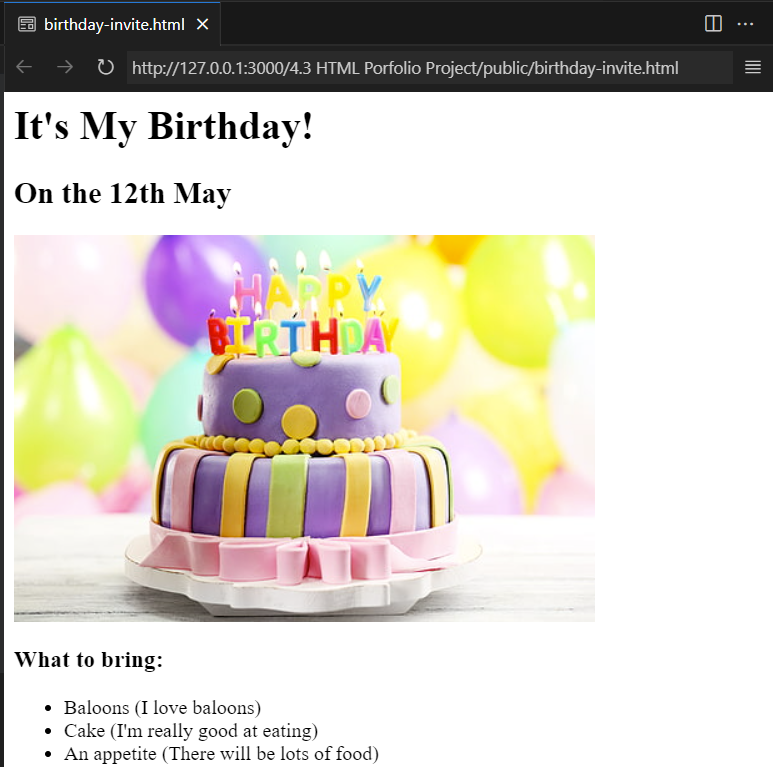 birthday-invite.html
http://127.0.0.1:3000/4.3 HTML Porfolio Project/public/birthday-invite.html
It's My Birthday!
On the 12th May
HAPPY
BIRTHDAY
What to bring:
Baloons (I love baloons)
Cake (I'm really good at eating)
An appetite (There will be lots of food)